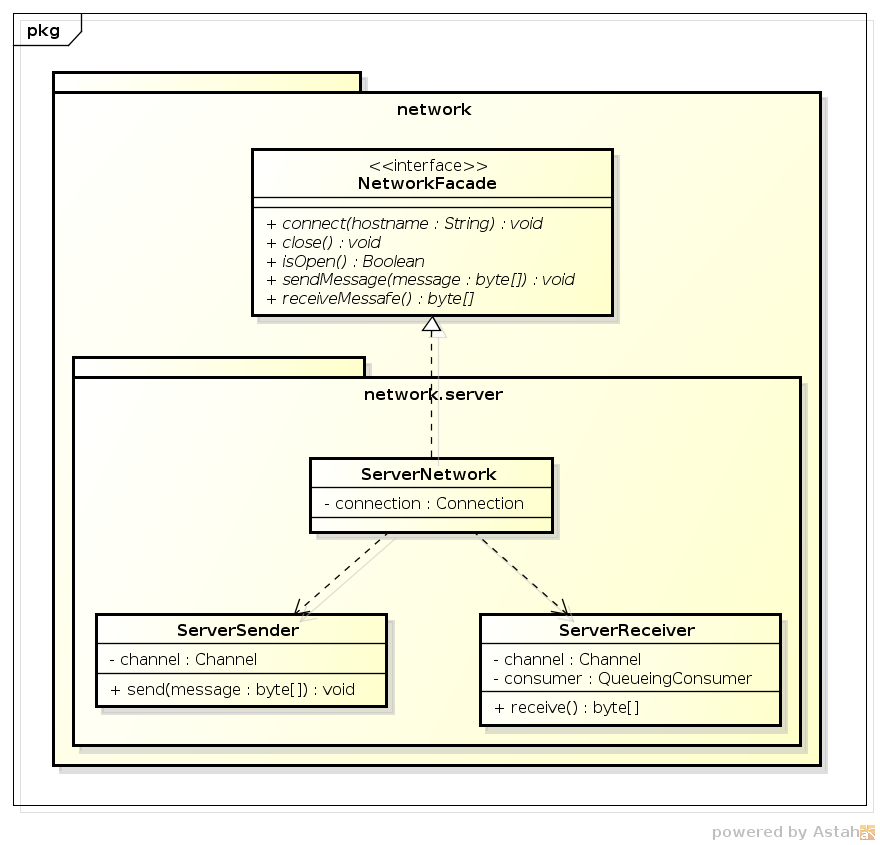 pkg
network
<<interface>>
NetworkFacade
+ connect(hostname : String) : void
+ close() : void
+ isOpen() : Boolean
+ sendMessage(message : byte[]) : void
+ receiveMessafe() : byte[]
network.server
ServerNetwork
- connection : Connection
ServerSender
- channel : Channel
+ send(message : byte[]) : void
ServerReceiver
- channel : Channel
- consumer : QueueingConsumer
+ receive() : byte[]
powered by Astah